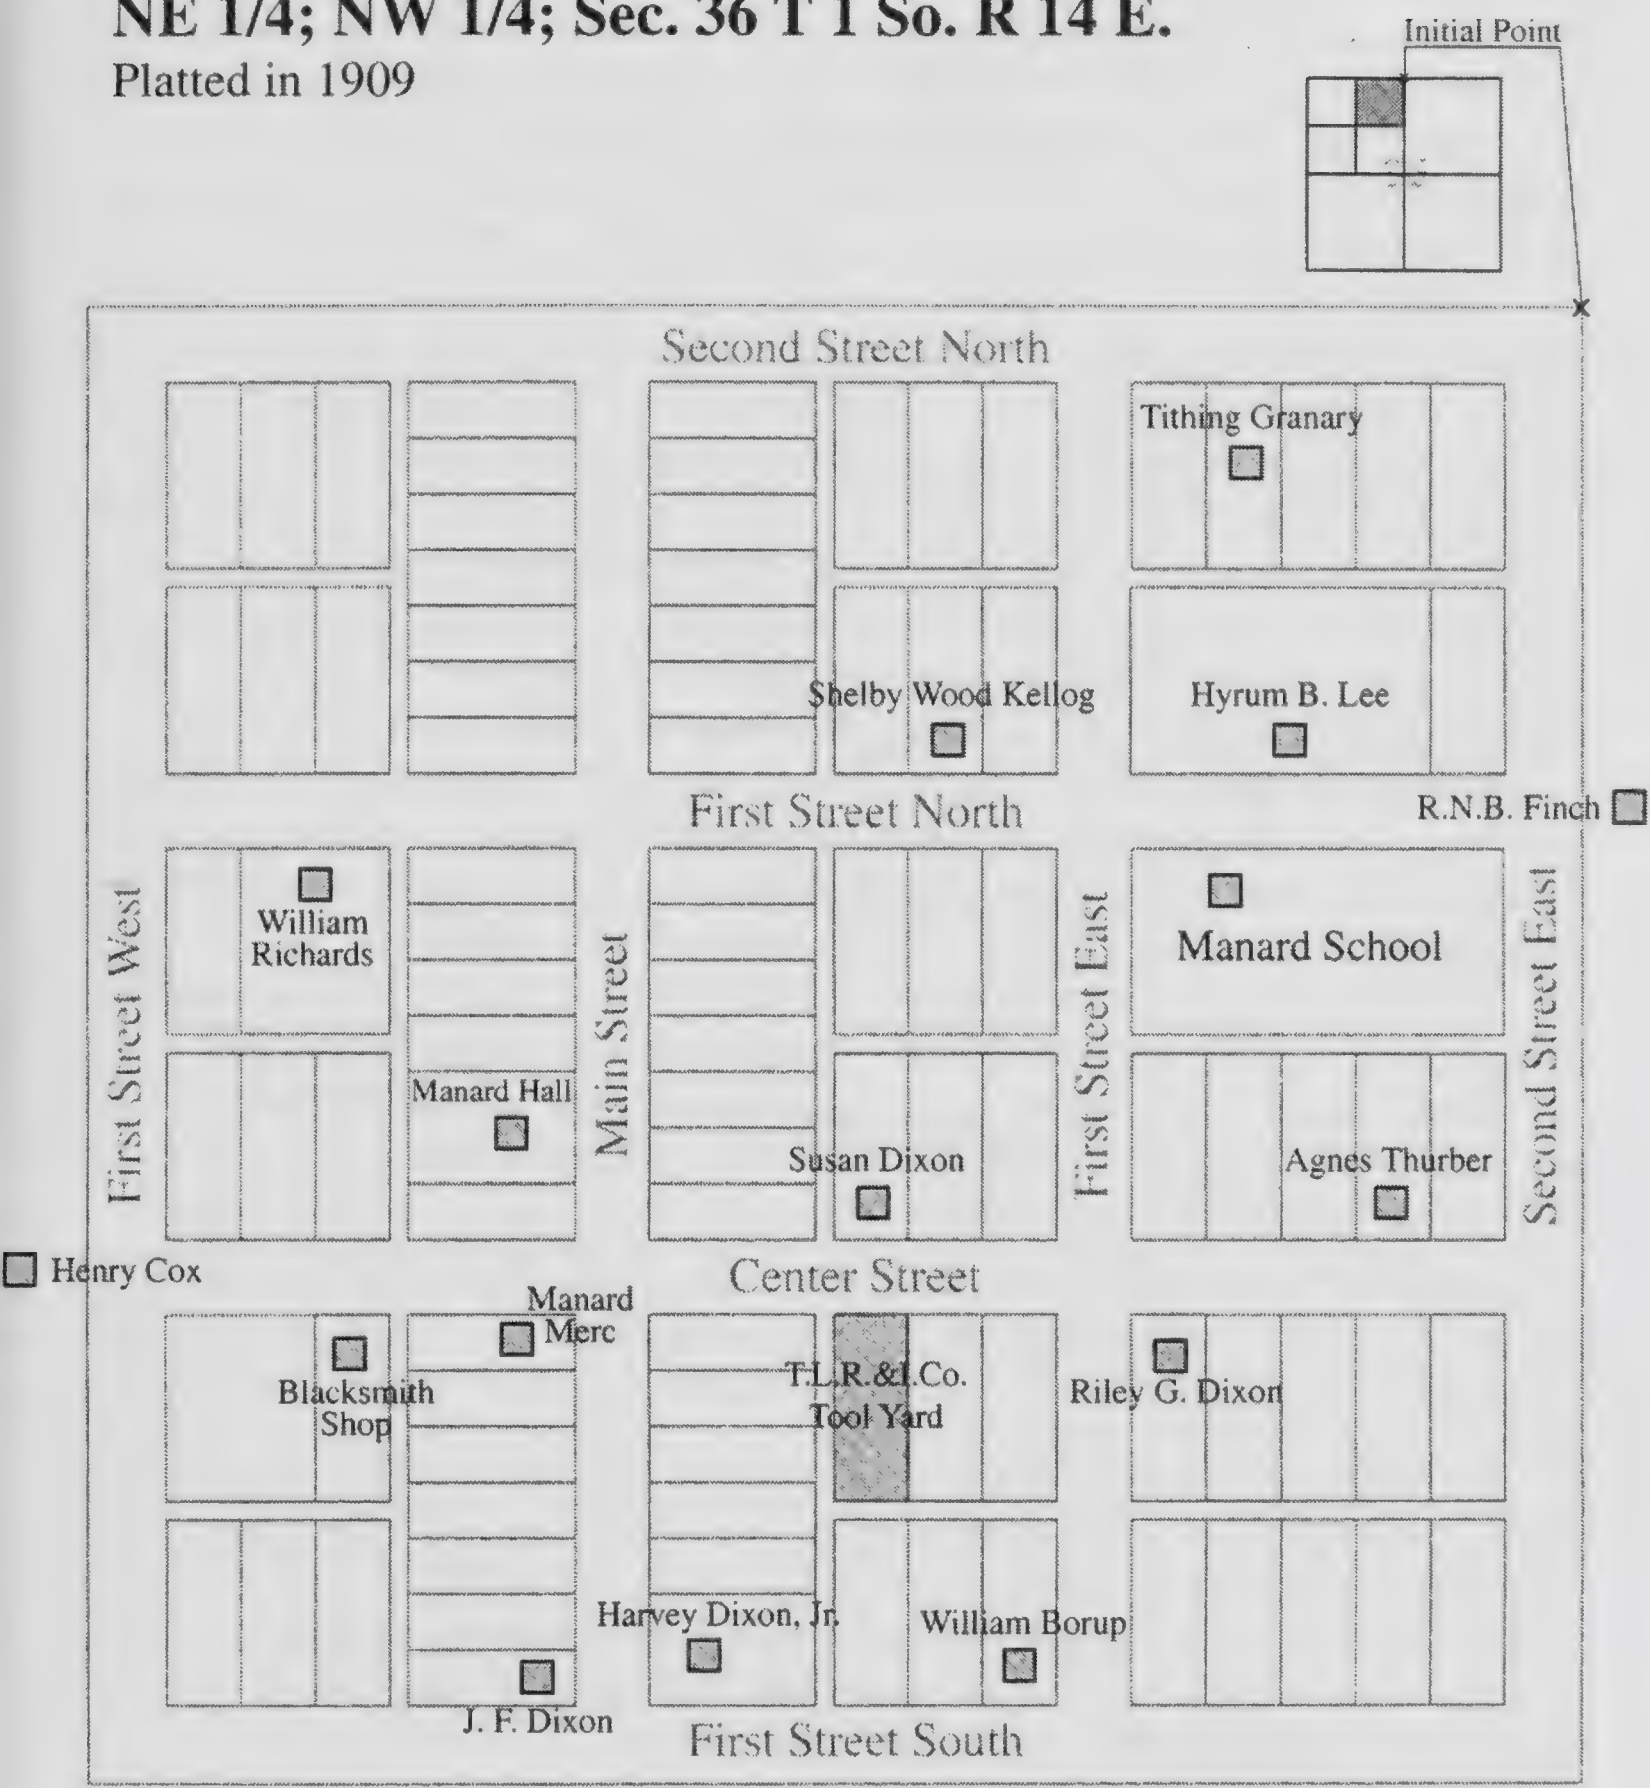 NE 1/4; NW 1/4; Sec. 36 T 1 So. R 14 E.
Platted in 1909
Initial Point
Second Street North
Tithing Granary
Shelby Wood Kellog
Hyrum B. Lee
First Street North
R.N.B. Finch
First Street West
William
Richards
Main Street
First Street East
Manard School
Second Street East
Manard Hall
Susan Dixon
Agnes Thurber
Henry Cox
Center Street
Manard
Merc
Blacksmith
Shop
T.L.R.&I.Co.
Tool Yard
Riley G. Dixon
Harvey Dixon, Jr.
William Borup
J. F. Dixon
First Street South